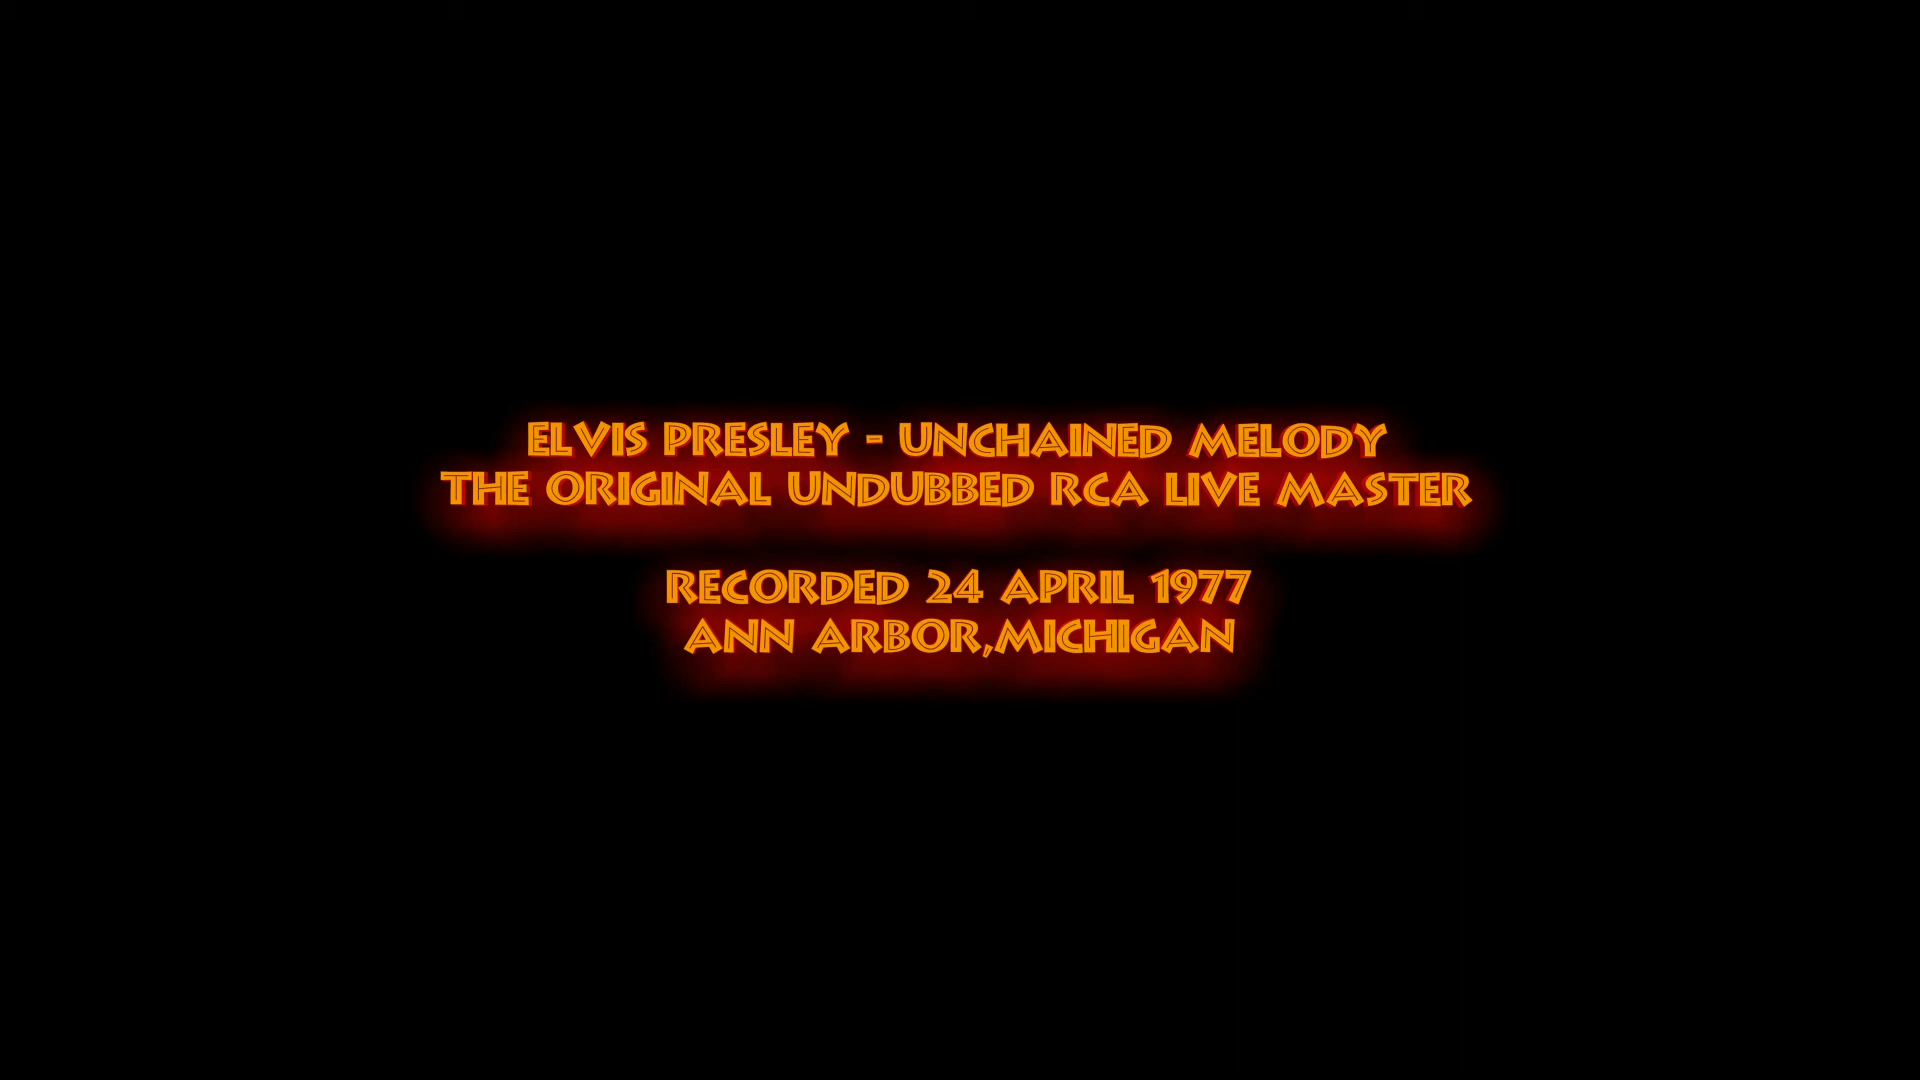 ELVIS PRESLEY - UNCHAINED MELODY
THE ORIGINAL UNDUBBED RCA LIVE MASTER
RECORDED 24 APRIL 1977
ANN ARBOR,MICHIGAN